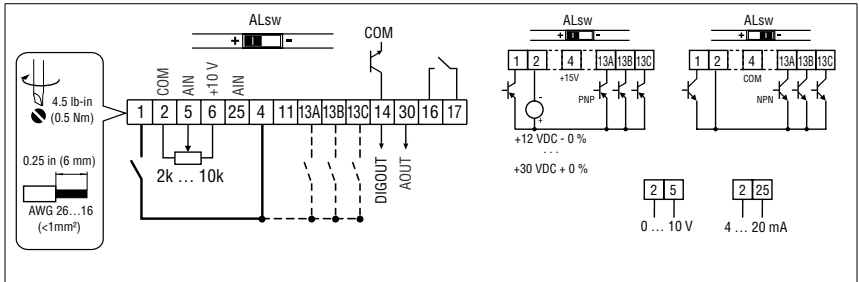 ALsw
+ -
COM
4.5 lb-in
(0.5 Nm)
0.25 in (6 mm)
AWG 26…16
(<1mm²)
COM
AIN
+10 V
AIN
1 2 5 6 25 4 11 13A 13B 13C 14 30 16 17
2k … 10k
DIGOUT
AOUT
ALsw
+ -
1 2 4 13A 13B 13C
+15V
PNP
-
+
+12 VDC - 0 %
...
+30 VDC + 0 %
ALsw
+ -
1 2 4 13A 13B 13C
COM
NPN
2 5
0 … 10 V
2 25
4 … 20 mA